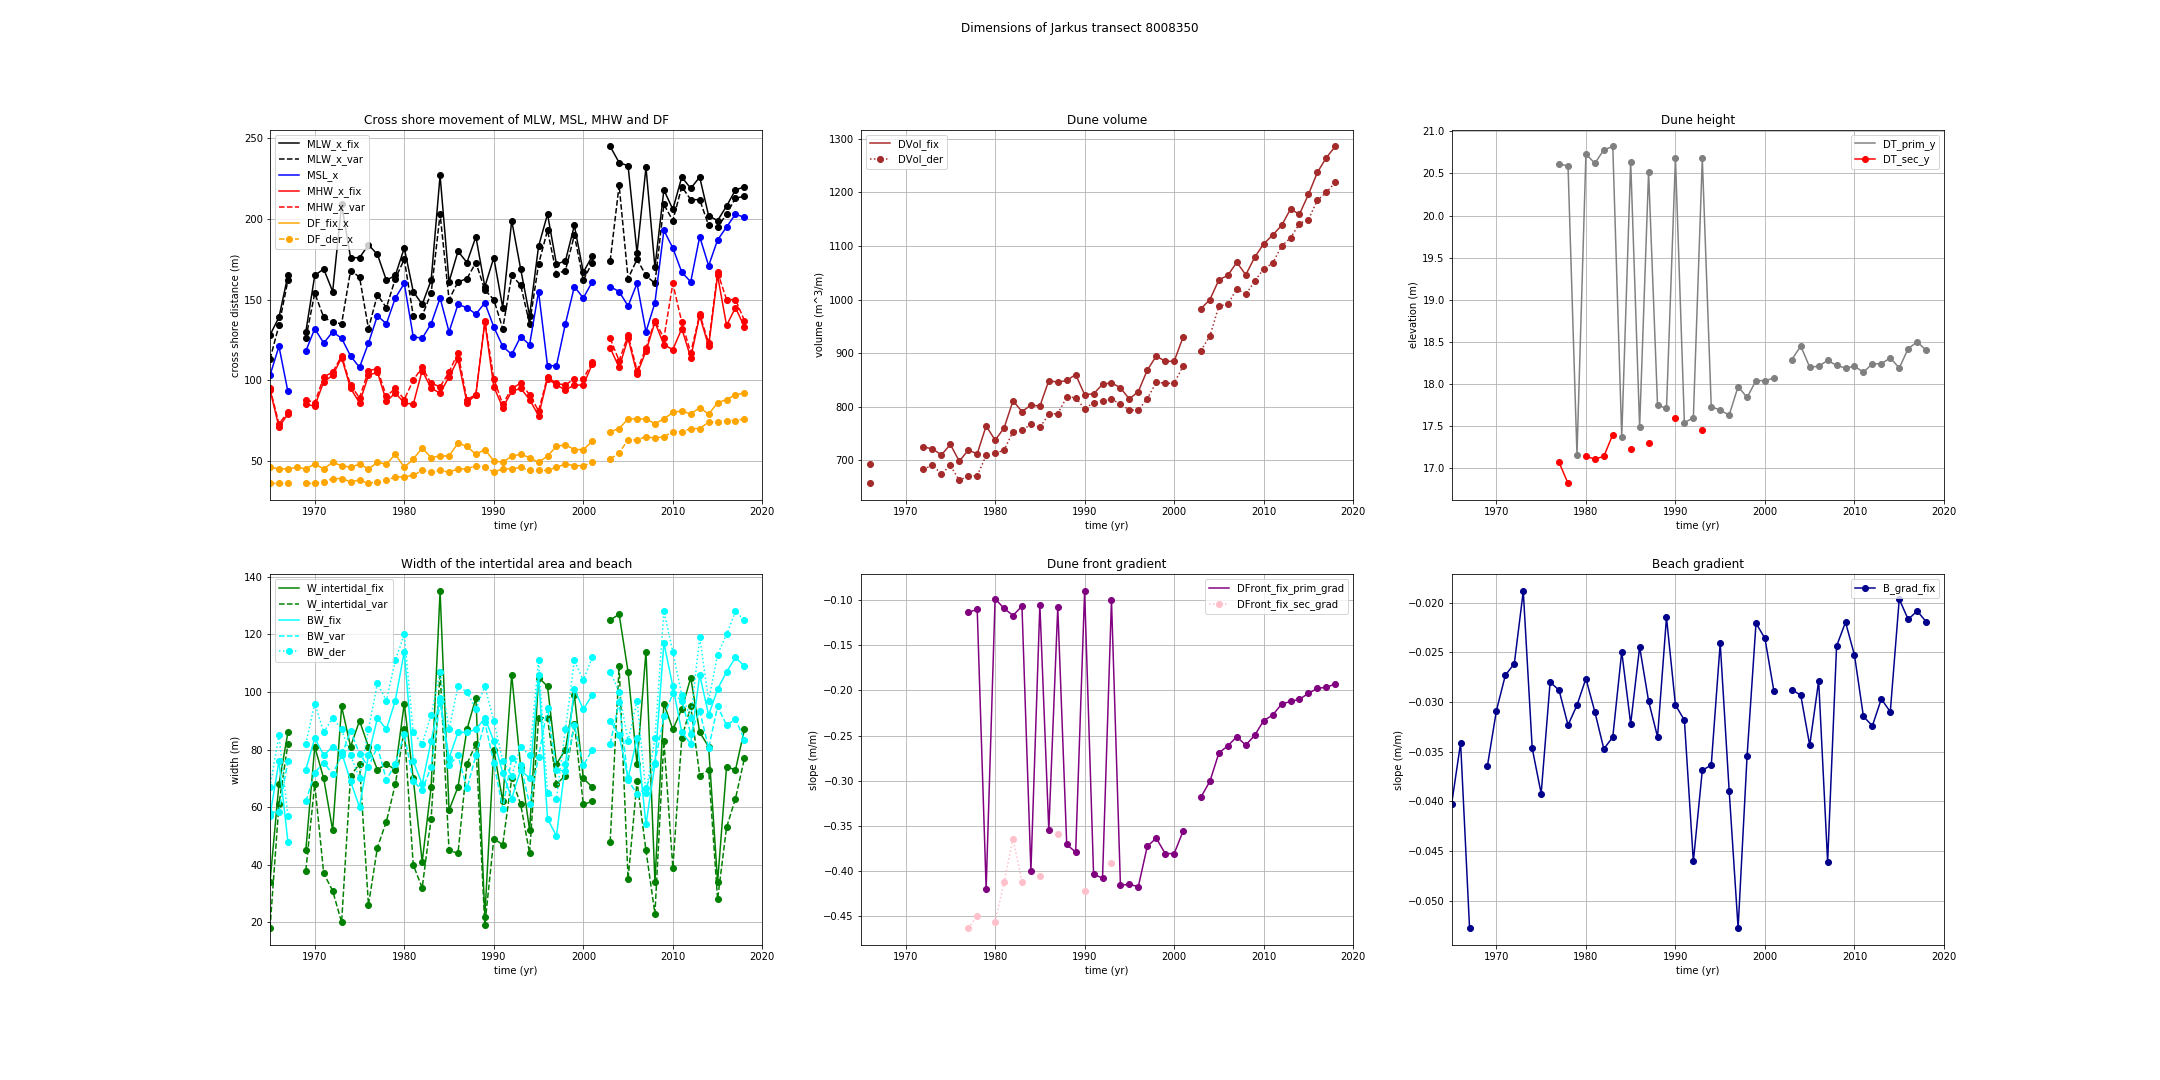 Dimensions of Jarkus transect 8008350
Cross shore movement of MLW, MSL, MHW and DF
250
200
150
100
50
cross shore distance (m)
MLW_x_fix
MLW_x_var
MSL_x
MHW_x_fix
MHW_x_var
DF_fix_x
DF_der_x
1970 1980 1990 2000 2010 2020
time (yr)
Dune volume
1300
1200
1100
1000
900
800
700
volume (m^3/m)
DVol_fix
DVol_der
1970 1980 1990 2000 2010 2020
time (yr)
Dune height
21.0
20.5
20.0
19.5
19.0
18.5
18.0
17.5
17.0
elevation (m)
DT_prim_y
DT_sec_y
1970 1980 1990 2000 2010 2020
time (yr)
Width of the intertidal area and beach
140
120
100
80
60
40
20
width (m)
W_intertidal_fix
W_intertidal_var
BW_fix
BW_var
BW_der
1970 1980 1990 2000 2010 2020
time (yr)
Dune front gradient
−0.10
−0.15
−0.20
−0.25
−0.30
−0.35
−0.40
−0.45
slope (m/m)
DFront_fix_prim_grad
DFront_fix_sec_grad
1970 1980 1990 2000 2010 2020
time (yr)
Beach gradient
−0.020
−0.025
−0.030
−0.035
−0.040
−0.045
−0.050
slope (m/m)
B_grad_fix
1970 1980 1990 2000 2010 2020
time (yr)